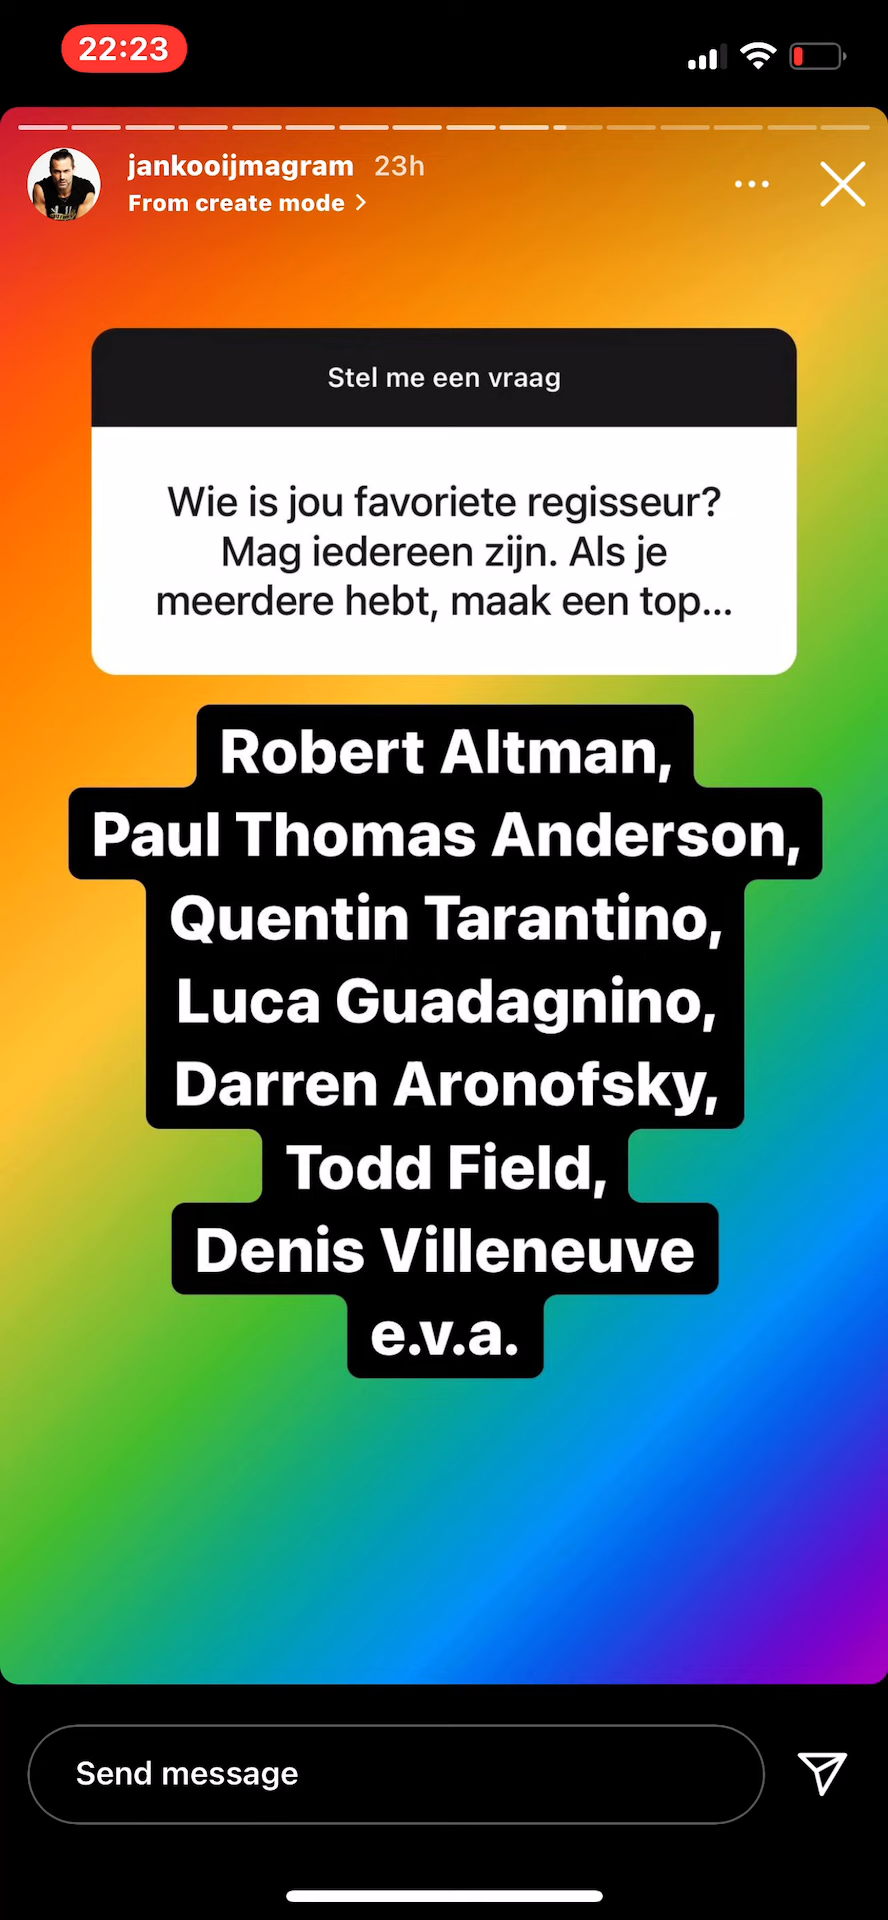 22:23
jankooijmagram 23h
From create mode
Stel me een vraag
Wie is jou favoriete regisseur?
Mag iedereen zijn. Als je
meerdere hebt, maak een top...
Robert Altman,
Paul Thomas Anderson,
Quentin Tarantino,
Luca Guadagnino,
Darren Aronofsky,
Todd Field,
Denis Villeneuve
e.v.a.
Send message